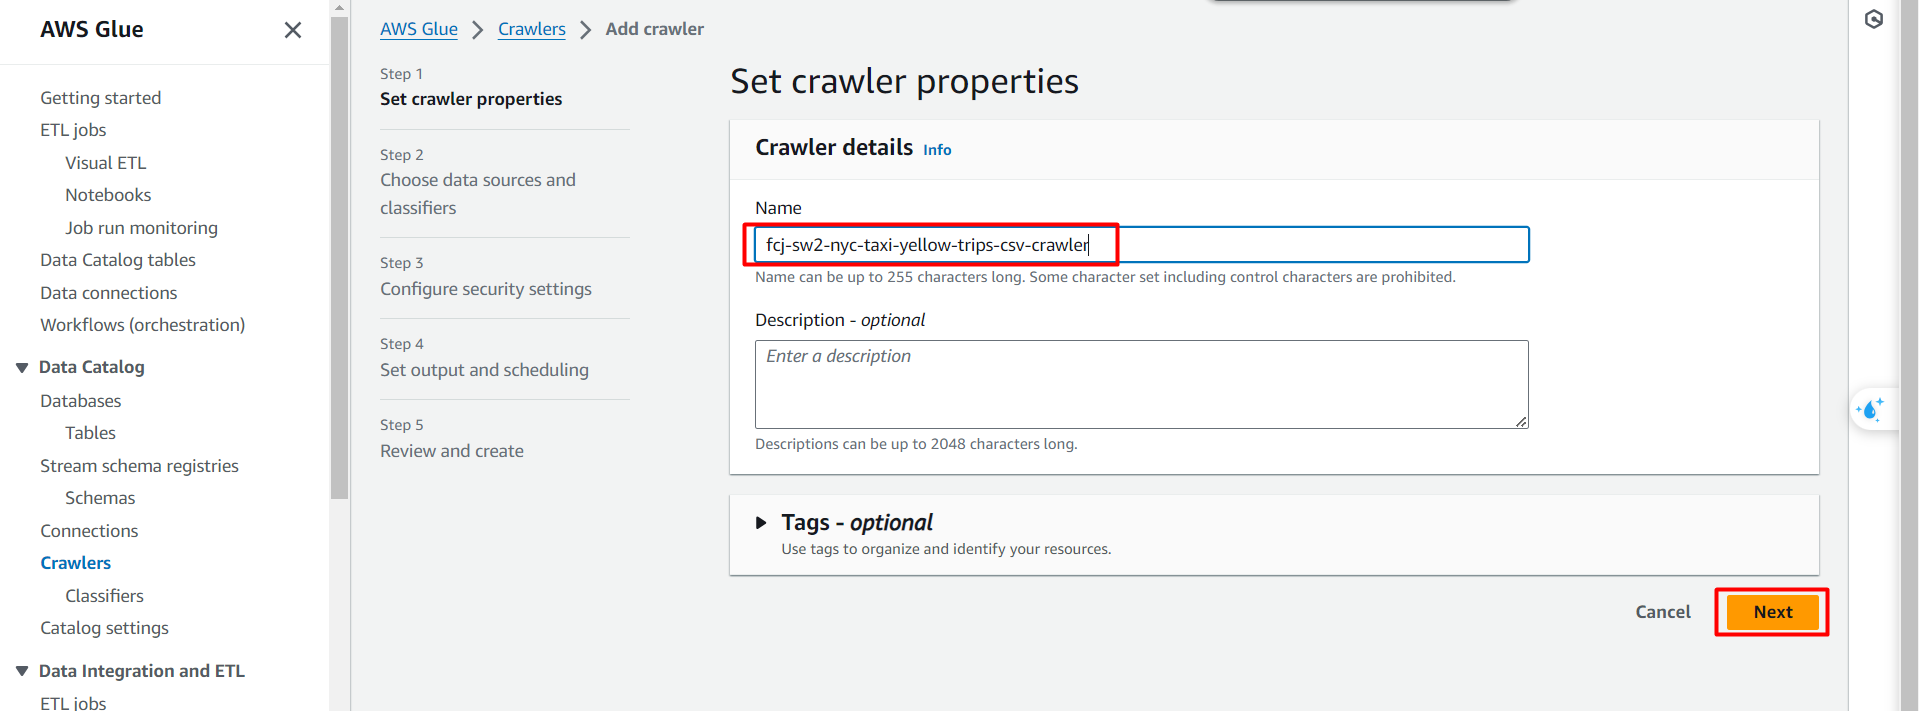 AWS Glue
Getting started
ETL jobs
Visual ETL
Notebooks
Job run monitoring
Data Catalog tables
Data connections
Workflows (orchestration)
Data Catalog
Databases
Tables
Stream schema registries
Schemas
Connections
Crawlers
Classifiers
Catalog settings
Data Integration and ETL
ETL jobs
AWS Glue > Crawlers > Add crawler
Step 1
Set crawler properties
Step 2
Choose data sources and
classifiers
Step 3
Configure security settings
Step 4
Set output and scheduling
Step 5
Review and create
Set crawler properties
Crawler details Info
Name
fcj-sw2-nyc-taxi-yellow-trips-csv-crawler
Name can be up to 255 characters long. Some character set including control characters are prohibited.
Description - optional
Enter a description
Descriptions can be up to 2048 characters long.
Tags - optional
Use tags to organize and identify your resources.
Cancel
Next